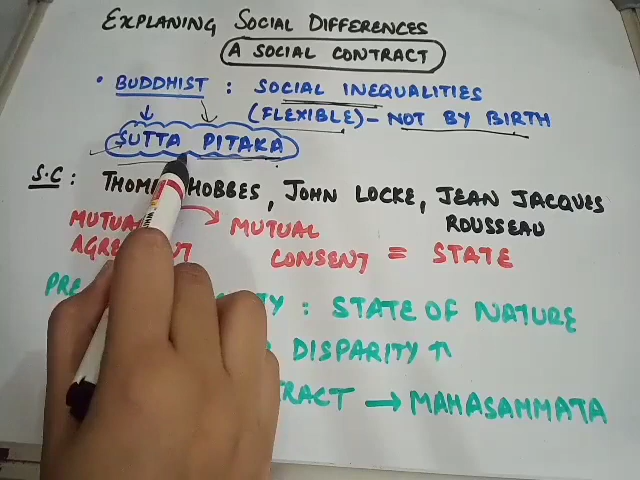 EXPLANING SOCIAL DIFFERENCES
A SOCIAL CONTRACT
• BUDDHIST : SOCIAL INEQUALITIES
(FLEXIBLE) - NOT BY BIRTH
SUTTA PITAKA
S.C : HOBBES, JOHN LOCKE, JEAN JACQUES
ROUSSEAU
MUTUAL
CONSENT = STATE
: STATE OF NATURE
DISPARITY ↑
→ MAHASAMMATA